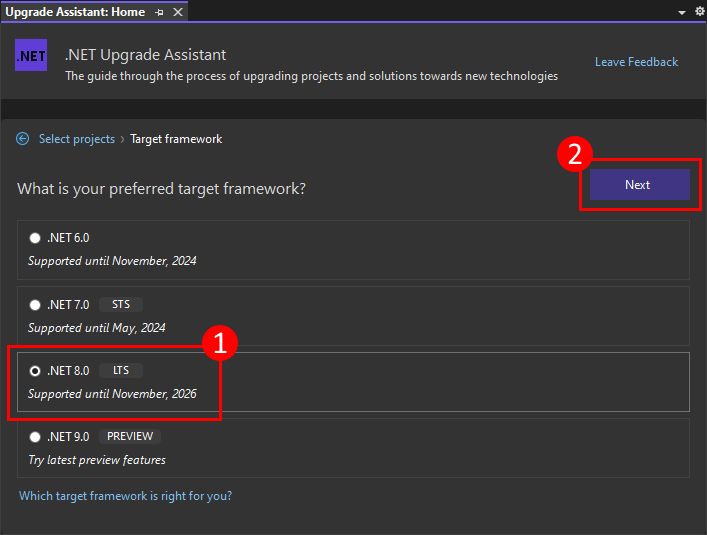 Upgrade Assistant: Home
.NET
.NET Upgrade Assistant
The guide through the process of upgrading projects and solutions towards new technologies
Leave Feedback
Select projects › Target framework
2
What is your preferred target framework?
Next
.NET 6.0
Supported until November, 2024
.NET 7.0 STS
Supported until May, 2024
1
.NET 8.0 LTS
Supported until November, 2026
.NET 9.0 PREVIEW
Try latest preview features
Which target framework is right for you?